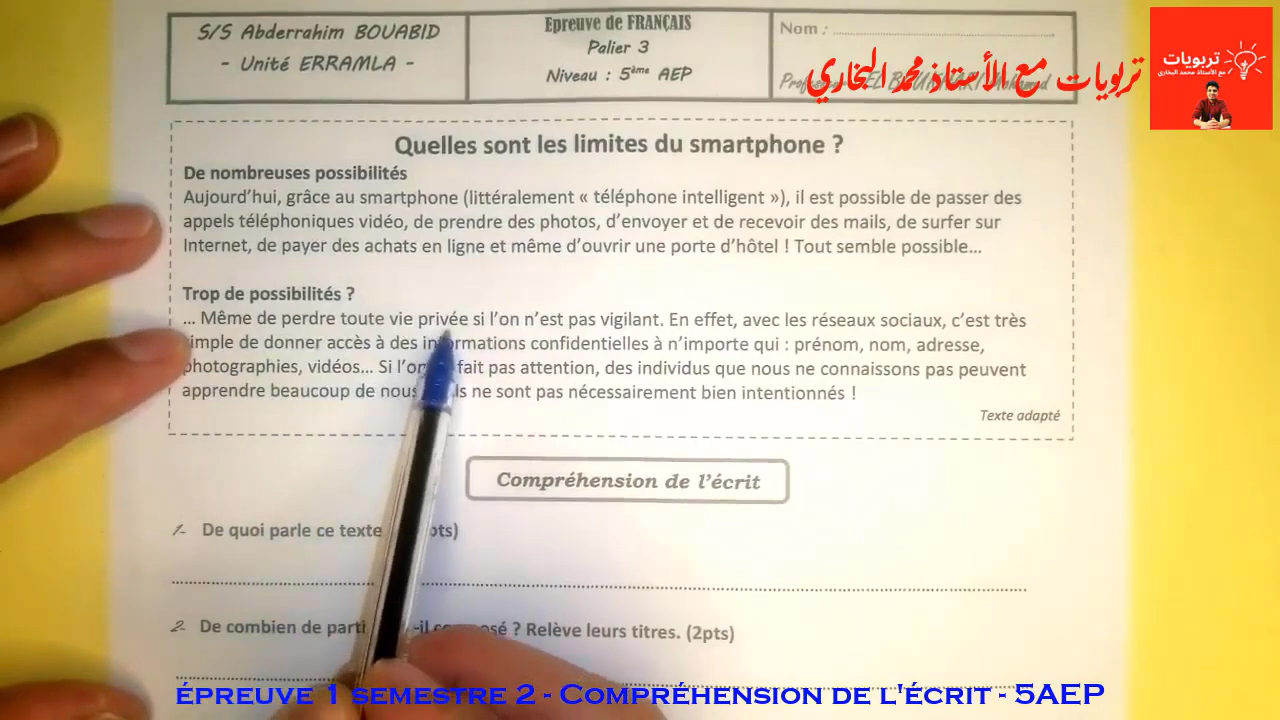 S/S Abderrahim BOUABID
- Unité ERRAMLA -
Epreuve de FRANÇAIS
Palier 3
Niveau : 5ème AEP
Nom :
تربويات مع الأستاذ محمد البخاري
تربويات
مع الأستاذ محمد البخاري
Quelles sont les limites du smartphone ?
De nombreuses possibilités
Aujourd’hui, grâce au smartphone (littéralement « téléphone intelligent »), il est possible de passer des
appels téléphoniques vidéo, de prendre des photos, d’envoyer et de recevoir des mails, de surfer sur
Internet, de payer des achats en ligne et même d’ouvrir une porte d’hôtel ! Tout semble possible…
Trop de possibilités ?
… Même de perdre toute vie privée si l’on n’est pas vigilant. En effet, avec les réseaux sociaux, c’est très
simple de donner accès à des informations confidentielles à n’importe qui : prénom, nom, adresse,
photographies, vidéos… Si l’on fait pas attention, des individus que nous ne connaissons pas peuvent
apprendre beaucoup de nous ne sont pas nécessairement bien intentionnés !
Texte adapté
Compréhension de l’écrit
1- De quoi parle ce texte pts)
2- De combien de parti ? Relève leurs titres. (2pts)
épreuve 1 semestre 2 - Compréhension de l'écrit - 5AEP